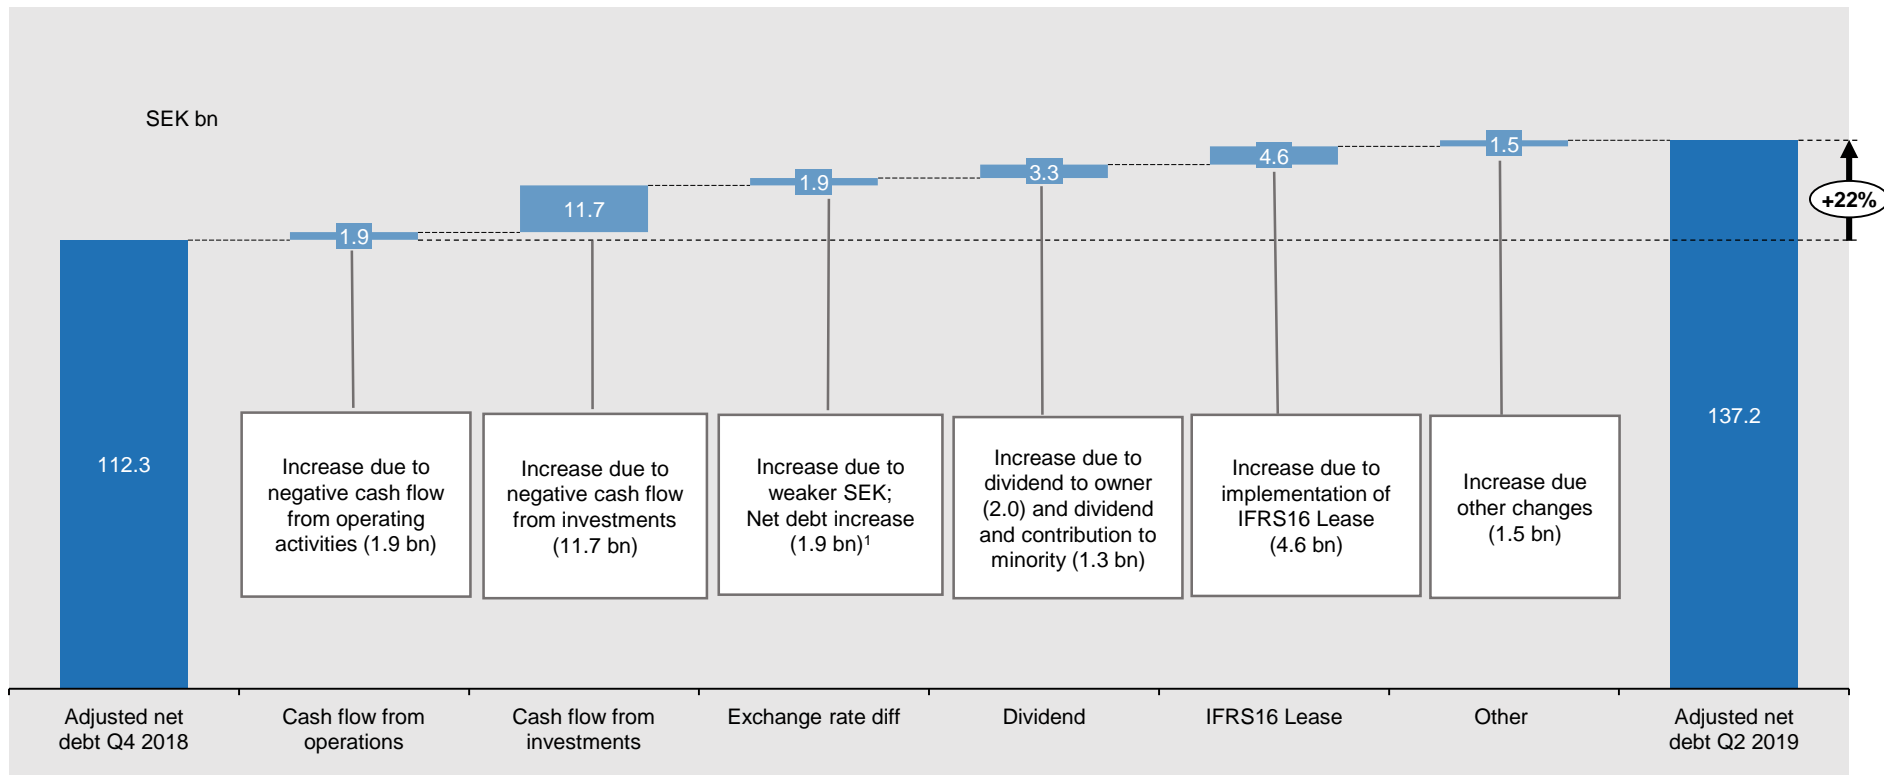 SEK bn
112.3
1.9
11.7
1.9
3.3
4.6
1.5
137.2
+22%
Increase due to
negative cash flow
from operating
activities (1.9 bn)
Increase due to
negative cash flow
from investments
(11.7 bn)
Increase due to
weaker SEK;
Net debt increase
(1.9 bn)¹
Increase due to
dividend to owner
(2.0) and dividend
and contribution to
minority (1.3 bn)
Increase due to
implementation of
IFRS16 Lease
(4.6 bn)
Increase due
other changes
(1.5 bn)
Adjusted net
debt Q4 2018
Cash flow from
operations
Cash flow from
investments
Exchange rate diff
Dividend
IFRS16 Lease
Other
Adjusted net
debt Q2 2019